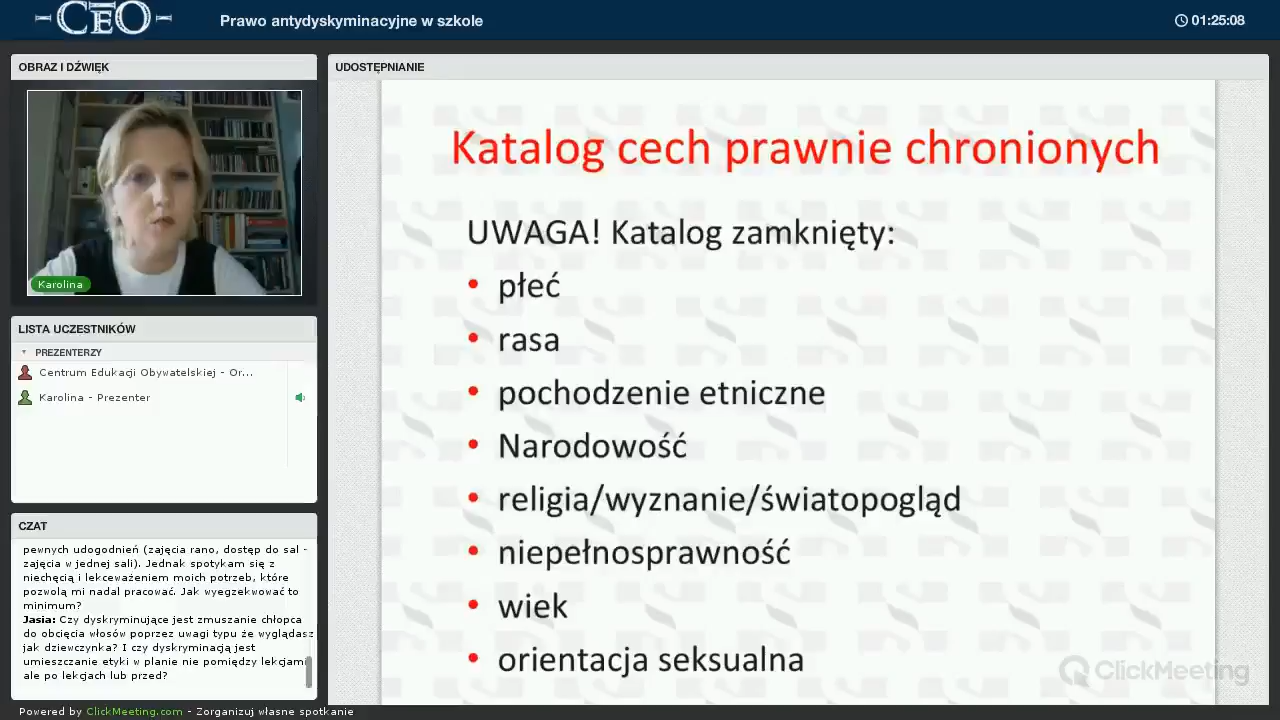 CEO
Prawo antydyskyminacyjne w szkole
01:25:08
OBRAZ I DŹWIĘK
Karolina
LISTA UCZESTNIKÓW
PREZENTERZY
Centrum Edukacji Obywatelskiej - Or...
Karolina - Prezenter
CZAT
pewnych udogodnień (zajęcia rano, dostęp do sal -
zajęcia w jednej sali). Jednak spotykam się z
niechęcią i lekceważeniem moich potrzeb, które
pozwolą mi nadal pracować. Jak wyegzekwować to
minimum?
Jasia: Czy dyskryminujące jest zmuszanie chłopca
do obcięcia włosów poprzez uwagi typu że wyglądasz
jak dziewczynka? I czy dyskryminacją jest
umieszczanie etyki w planie nie pomiędzy lekcjami
ale po lekcjach lub przed?
UDOSTĘPNIANIE
Katalog cech prawnie chronionych
UWAGA! Katalog zamknięty:
• płeć
• rasa
• pochodzenie etniczne
• Narodowość
• religia/wyznanie/światopogląd
• niepełnosprawność
• wiek
• orientacja seksualna
ClickMeeting
Powered by ClickMeeting.com - Zorganizuj własne spotkanie